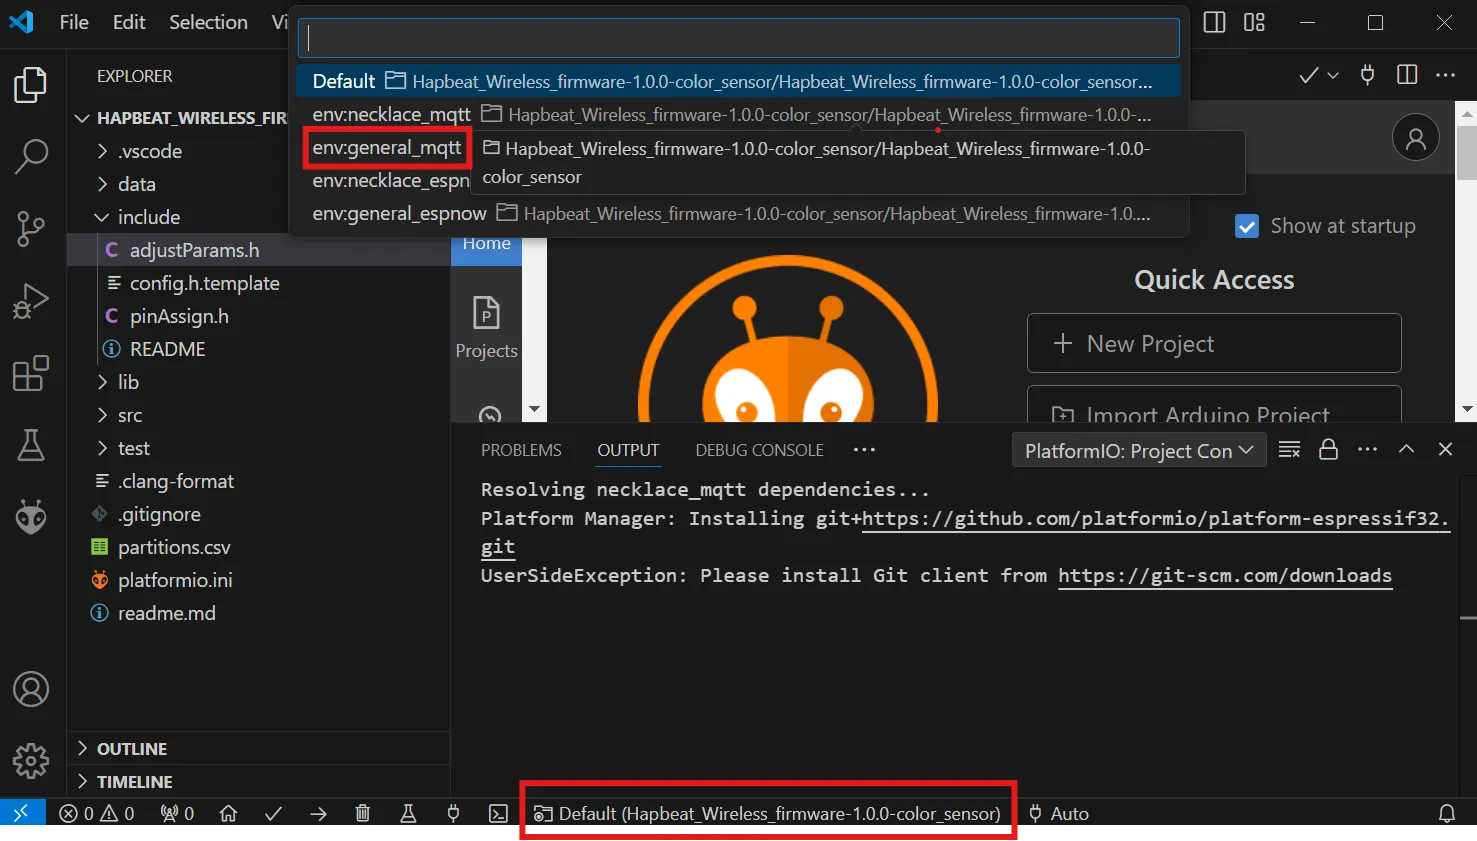 File Edit Selection Vi
Default Hapbeat_Wireless_firmware-1.0.0-color_sensor/Hapbeat_Wireless_firmware-1.0.0-color_sensor...
env:necklace_mqtt Hapbeat_Wireless_firmware-1.0.0-color_sensor/Hapbeat_Wireless_firmware-1.0.0-...
env:general_mqtt
Hapbeat_Wireless_firmware-1.0.0-color_sensor/Hapbeat_Wireless_firmware-1.0.0-
color_sensor
env:necklace_espn
env:general_espnow Hapbeat_Wireless_firmware-1.0.0-color_sensor/Hapbeat_Wireless_firmware-1.0....
EXPLORER
HAPBEAT_WIRELESS_FIR
.vscode
data
include
adjustParams.h
config.h.template
pinAssign.h
README
lib
src
test
.clang-format
.gitignore
partitions.csv
platformio.ini
readme.md
OUTLINE
TIMELINE
Home
P
Projects
Show at startup
Quick Access
New Project
Import Arduino Project
PROBLEMS OUTPUT DEBUG CONSOLE ...
PlatformIO: Project Con
Resolving necklace_mqtt dependencies...
Platform Manager: Installing git+https://github.com/platformio/platform-espressif32.
git
UserSideException: Please install Git client from https://git-scm.com/downloads
0 0 0 Default (Hapbeat_Wireless_firmware-1.0.0-color_sensor) Auto